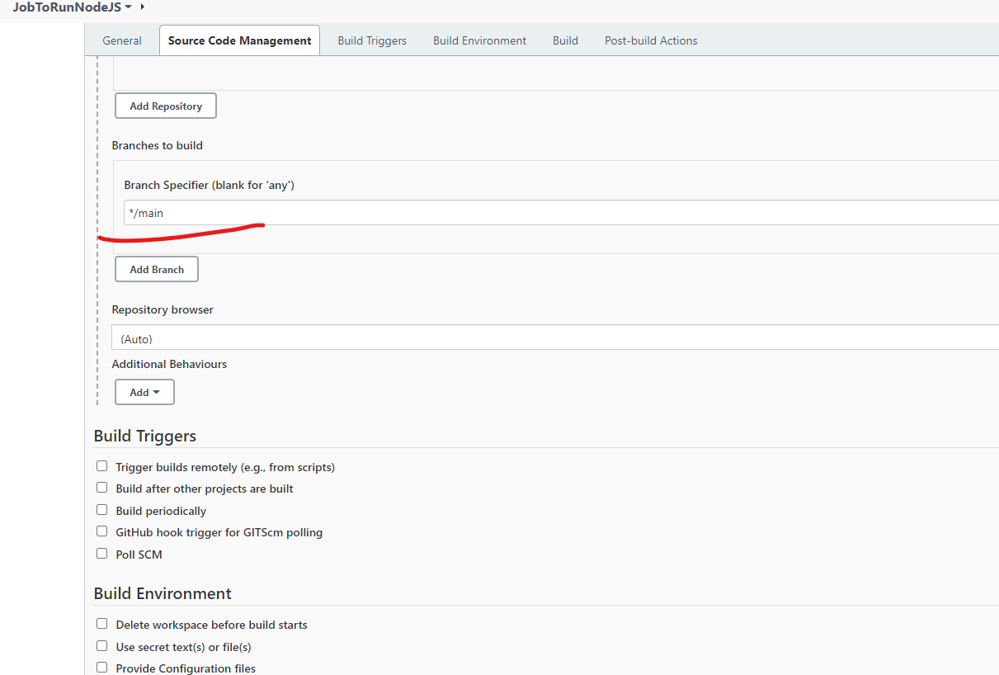 JobToRunNodeJS
General Source Code Management Build Triggers Build Environment Build Post-build Actions
Add Repository
Branches to build
Branch Specifier (blank for 'any')
*/main
Add Branch
Repository browser
(Auto)
Additional Behaviours
Add
Build Triggers
Trigger builds remotely (e.g., from scripts)
Build after other projects are built
Build periodically
GitHub hook trigger for GITScm polling
Poll SCM
Build Environment
Delete workspace before build starts
Use secret text(s) or file(s)
Provide Configuration files